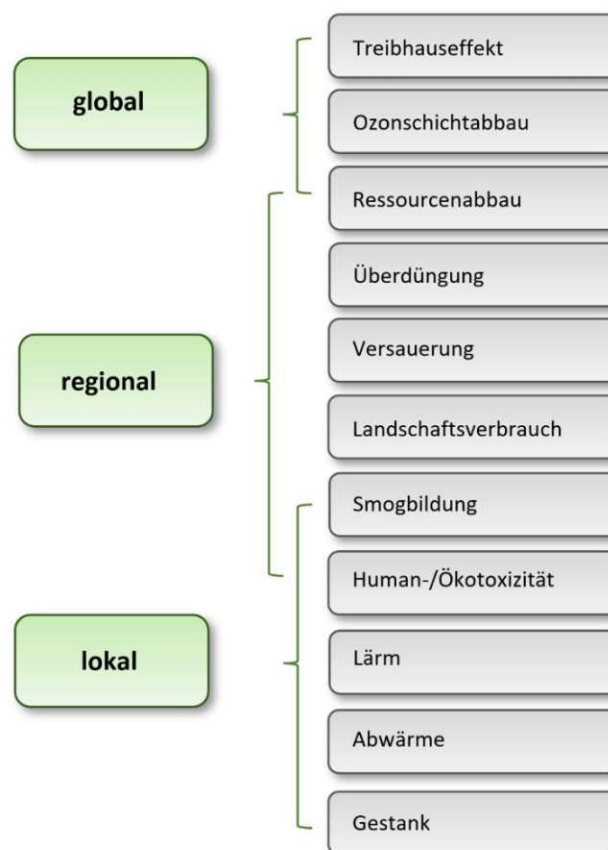 global
Treibhauseffekt
Ozonschichtabbau
Ressourcenabbau
regional
Überdüngung
Versauerung
Landschaftsverbrauch
Smogbildung
Human-/Ökotoxizität
lokal
Lärm
Abwärme
Gestank